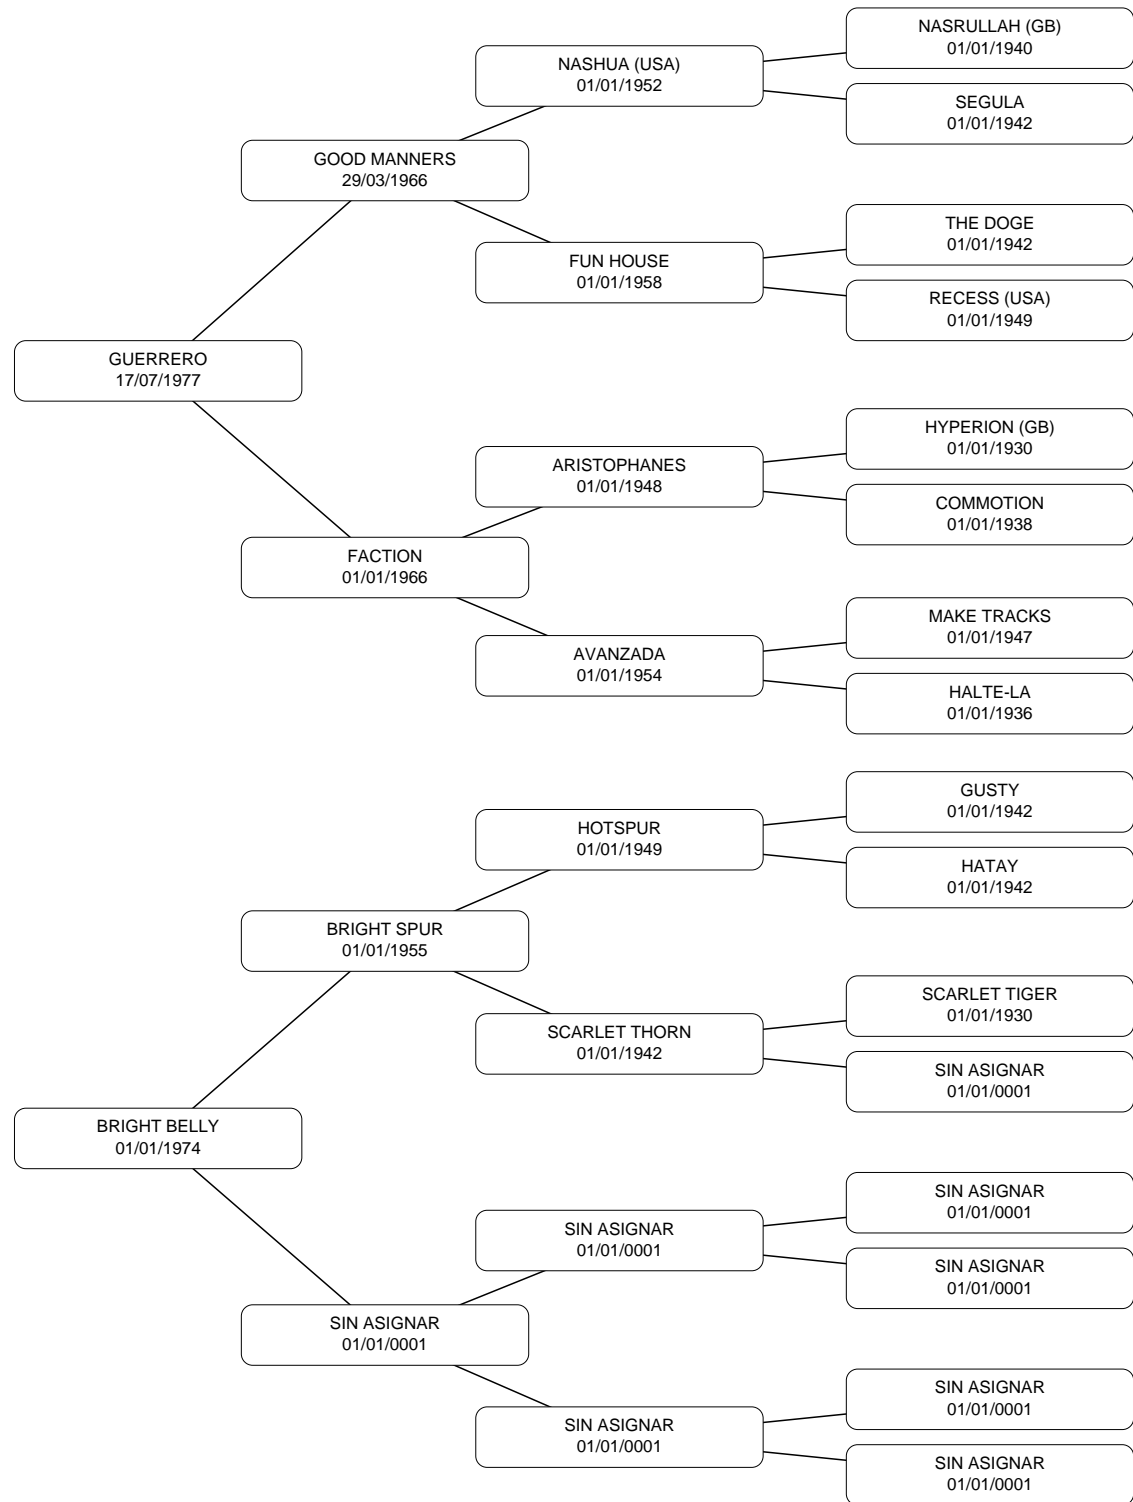 NASRULLAH (GB)
01/01/1940
NASHUA (USA)
01/01/1952
SEGULA
01/01/1942
GOOD MANNERS
29/03/1966
THE DOGE
01/01/1942
FUN HOUSE
01/01/1958
RECESS (USA)
01/01/1949
GUERRERO
17/07/1977
HYPERION (GB)
01/01/1930
ARISTOPHANES
01/01/1948
COMMOTION
01/01/1938
FACTION
01/01/1966
MAKE TRACKS
01/01/1947
AVANZADA
01/01/1954
HALTE-LA
01/01/1936
GUSTY
01/01/1942
HOTSPUR
01/01/1949
HATAY
01/01/1942
BRIGHT SPUR
01/01/1955
SCARLET TIGER
01/01/1930
SCARLET THORN
01/01/1942
SIN ASIGNAR
01/01/0001
BRIGHT BELLY
01/01/1974
SIN ASIGNAR
01/01/0001
SIN ASIGNAR
01/01/0001
SIN ASIGNAR
01/01/0001
SIN ASIGNAR
01/01/0001
SIN ASIGNAR
01/01/0001
SIN ASIGNAR
01/01/0001
SIN ASIGNAR
01/01/0001